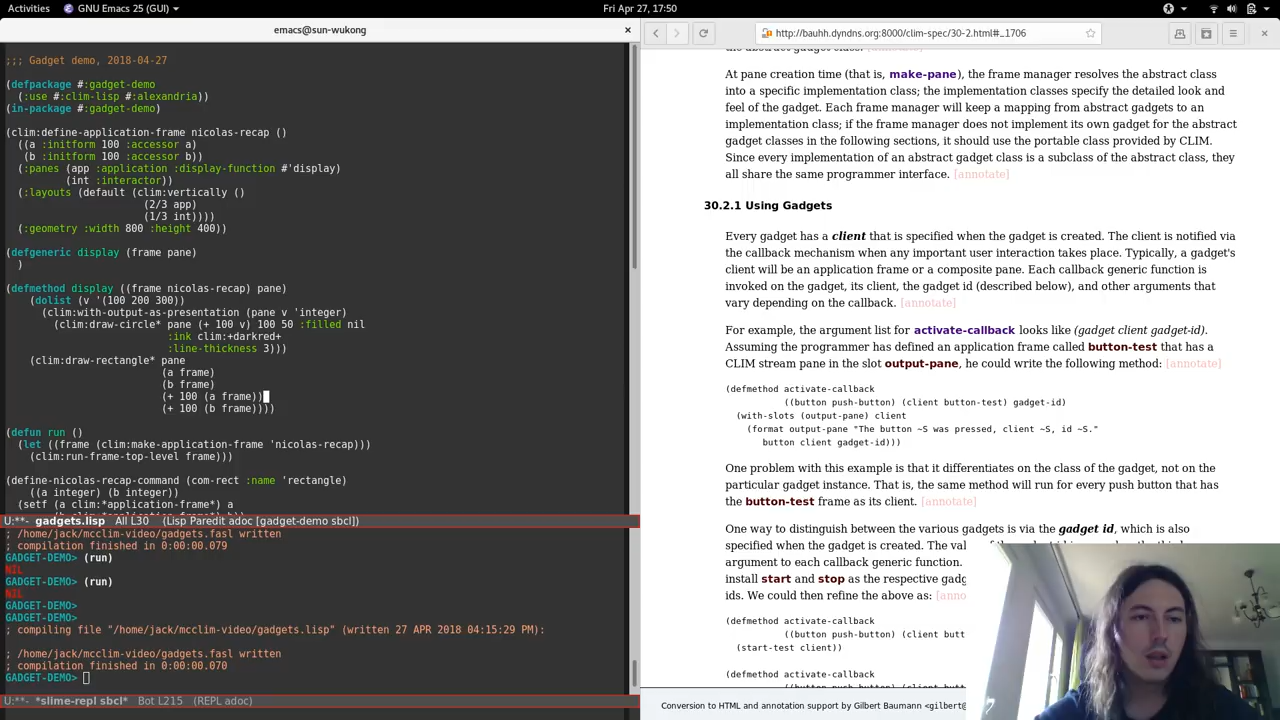 Activities
GNU Emacs 25 (GUI)
Fri Apr 27, 17:50
emacs@sun-wukong
;;; Gadget demo, 2018-04-27
(defpackage #:gadget-demo
(:use #:clim-lisp #:alexandria))
(in-package #:gadget-demo)
(clim:define-application-frame nicolas-recap ()
((a :initform 100 :accessor a)
(b :initform 100 :accessor b))
(:panes (app :application :display-function #'display)
(int :interactor))
(:layouts (default (clim:vertically ()
(2/3 app)
(1/3 int))))
(:geometry :width 800 :height 400))
(defgeneric display (frame pane)
)
(defmethod display ((frame nicolas-recap) pane)
(dolist (v '(100 200 300))
(clim:with-output-as-presentation (pane v 'integer)
(clim:draw-circle* pane (+ 100 v) 100 50 :filled nil
:ink clim:+darkred+
:line-thickness 3)))
(clim:draw-rectangle* pane
(a frame)
(b frame)
(+ 100 (a frame))
(+ 100 (b frame))))
(defun run ()
(let ((frame (clim:make-application-frame 'nicolas-recap)))
(clim:run-frame-top-level frame)))
(define-nicolas-recap-command (com-rect :name 'rectangle)
((a integer) (b integer))
(setf (a clim:*application-frame*) a
U:**- gadgets.lisp All L30 (Lisp Paredit adoc [gadget-demo sbcl])
; /home/jack/mcclim-video/gadgets.fasl written
; compilation finished in 0:00:00.079
GADGET-DEMO> (run)
NIL
GADGET-DEMO> (run)
NIL
GADGET-DEMO>
GADGET-DEMO>
; compiling file "/home/jack/mcclim-video/gadgets.lisp" (written 27 APR 2018 04:15:29 PM):
; /home/jack/mcclim-video/gadgets.fasl written
; compilation finished in 0:00:00.070
GADGET-DEMO>
U:**- *slime-repl sbcl* Bot L215 (REPL adoc)
http://bauhh.dyndns.org:8000/clim-spec/30-2.html#_1706
the abstract gadget class. [annotate]
At pane creation time (that is, make-pane), the frame manager resolves the abstract class
into a specific implementation class; the implementation classes specify the detailed look and
feel of the gadget. Each frame manager will keep a mapping from abstract gadgets to an
implementation class; if the frame manager does not implement its own gadget for the abstract
gadget classes in the following sections, it should use the portable class provided by CLIM.
Since every implementation of an abstract gadget class is a subclass of the abstract class, they
all share the same programmer interface. [annotate]
30.2.1 Using Gadgets
Every gadget has a client that is specified when the gadget is created. The client is notified via
the callback mechanism when any important user interaction takes place. Typically, a gadget's
client will be an application frame or a composite pane. Each callback generic function is
invoked on the gadget, its client, the gadget id (described below), and other arguments that
vary depending on the callback. [annotate]
For example, the argument list for activate-callback looks like (gadget client gadget-id).
Assuming the programmer has defined an application frame called button-test that has a
CLIM stream pane in the slot output-pane, he could write the following method: [annotate]
(defmethod activate-callback
((button push-button) (client button-test) gadget-id)
(with-slots (output-pane) client
(format output-pane "The button ~S was pressed, client ~S, id ~S."
button client gadget-id)))
One problem with this example is that it differentiates on the class of the gadget, not on the
particular gadget instance. That is, the same method will run for every push button that has
the button-test frame as its client. [annotate]
One way to distinguish between the various gadgets is via the gadget id, which is also
specified when the gadget is created. The
argument to each callback generic function.
install start and stop as the respective
ids. We could then refine the above as:
(defmethod activate-callback
((button push-button) (client
(start-test client))
(defmethod activate-callback
Conversion to HTML and annotation support by Gilbert Baumann <gilbert@